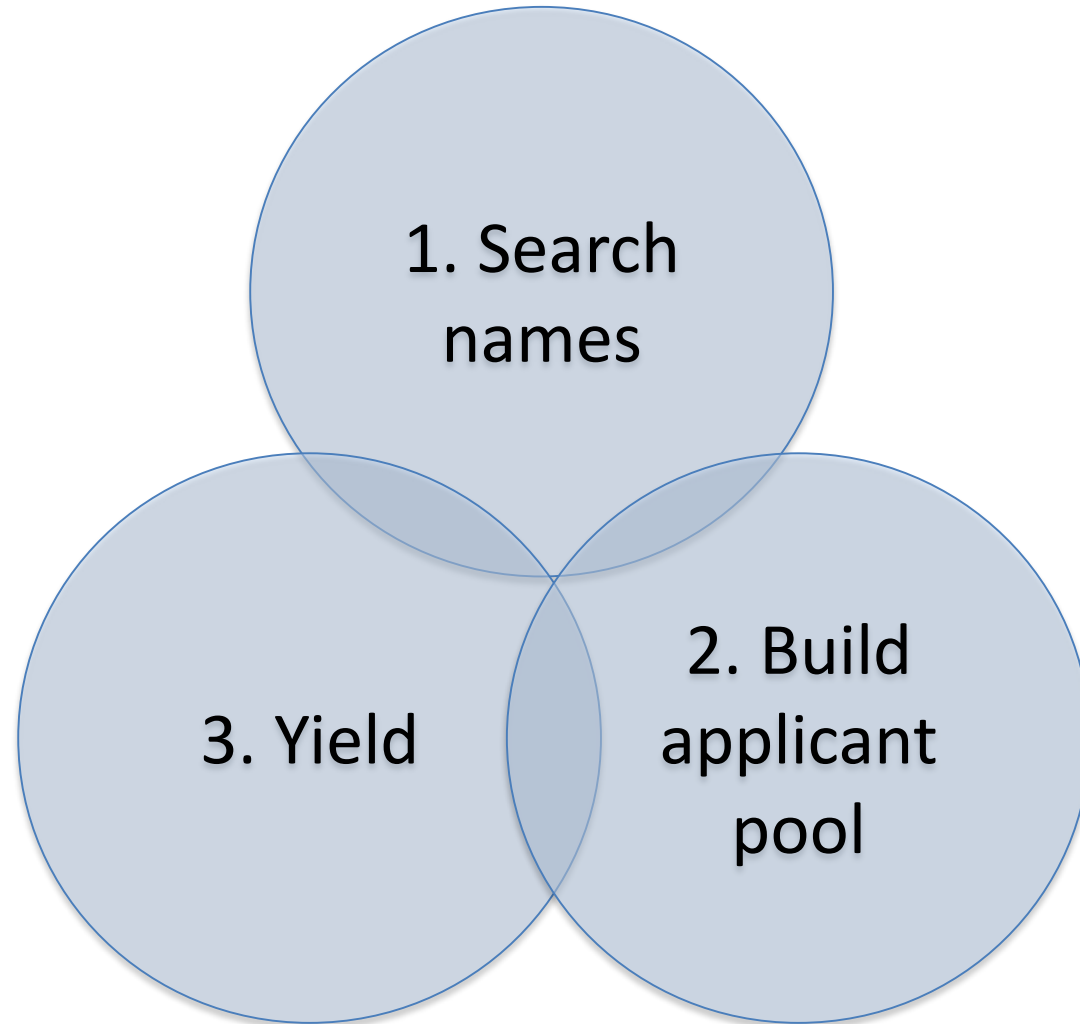 1. Search
names
2. Build
applicant
pool
3. Yield